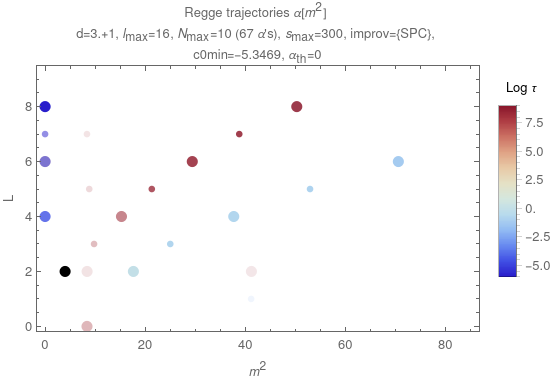 Regge trajectories α[m²]
d=3.+1, lmax=16, Nmax=10 (67 α's), smax=300, improv={SPC},
c0min=−5.3469, αth=0
Log τ
8
6
4
2
0
L
7.5
5.0
2.5
0.
−2.5
−5.0
0 20 40 60 80
m²